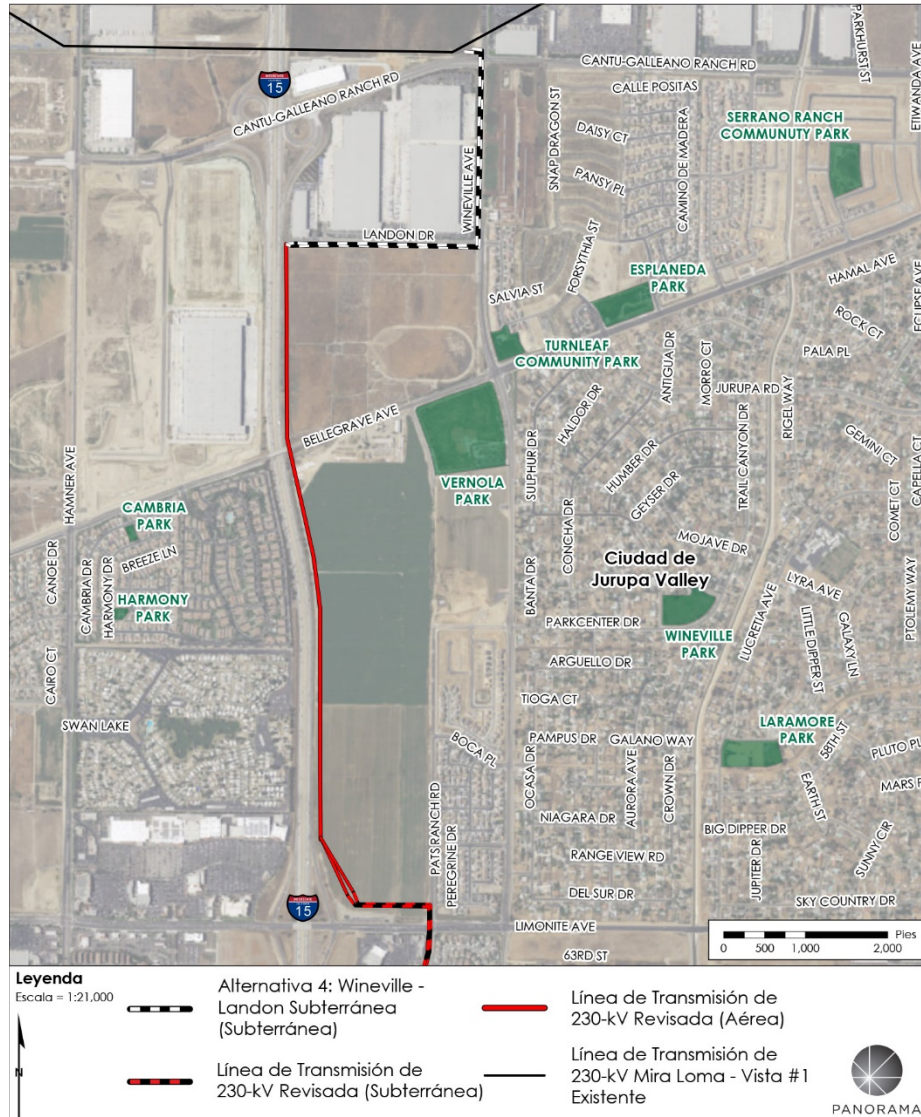 CANTU-GALLEANO RANCH RD
PARKHURST ST
ETIWANDA AVE
15
CANTU-GALLEANO RANCH RD
CALLE POSITAS
SERRANO RANCH
COMMUNUTY PARK
SNAP DRAGON ST
DAISY CT
PANSY PL
CAMINO DE MADERA
WINEVILLE AVE
LANDON DR
FORSYTHIA ST
ESPLANEDA
PARK
SALVIA ST
HAMAL AVE
ROCK CT
ECLIPSE AVE
TURNLEAF
COMMUNITY PARK
PALA PL
ANTIGUA DR
MORRO CT
JURUPA RD
RIGEL WAY
BELLEGRAVE AVE
HALDOR DR
TRAIL CANYON DR
GEMINI CT
CAPELLA CT
HAMNER AVE
VERNOLA
PARK
SULPHUR DR
HUMBER DR
GEYSER DR
COMET CT
CAMBRIA
PARK
CONCHA DR
MOJAVE DR
CANOE DR
BREEZE LN
Ciudad de
Jurupa Valley
CAMBRIA DR
HARMONY DR
HARMONY
PARK
BANTA DR
LYRA AVE
PTOLEMY WAY
PARKCENTER DR
WINEVILLE
PARK
LUCRETIA AVE
LITTLE DIPPER ST
GALAXY LN
CAIRO CT
ARGUELLO DR
TIOGA CT
LARAMORE
PARK
SWAN LAKE
BOCA PL
PAMPUS DR
GALANO WAY
58TH ST
PLUTO PL
OCASA DR
AURORA AVE
CROWN DR
EARTH ST
MARS
PATS RANCH RD
PEREGRINE DR
NIAGARA DR
BIG DIPPER DR
SUNNY CIR
RANGE VIEW RD
JUPITER DR
15
DEL SUR DR
SKY COUNTRY DR
LIMONITE AVE
63RD ST
Pies
0 500 1,000 2,000
Leyenda
Escala = 1:21,000
N
Alternativa 4: Wineville -
Landon Subterránea
(Subterránea)
Línea de Transmisión de
230-kV Revisada (Subterránea)
Línea de Transmisión de
230-kV Revisada (Aérea)
Línea de Transmisión de
230-kV Mira Loma - Vista #1
Existente
PANORAMA